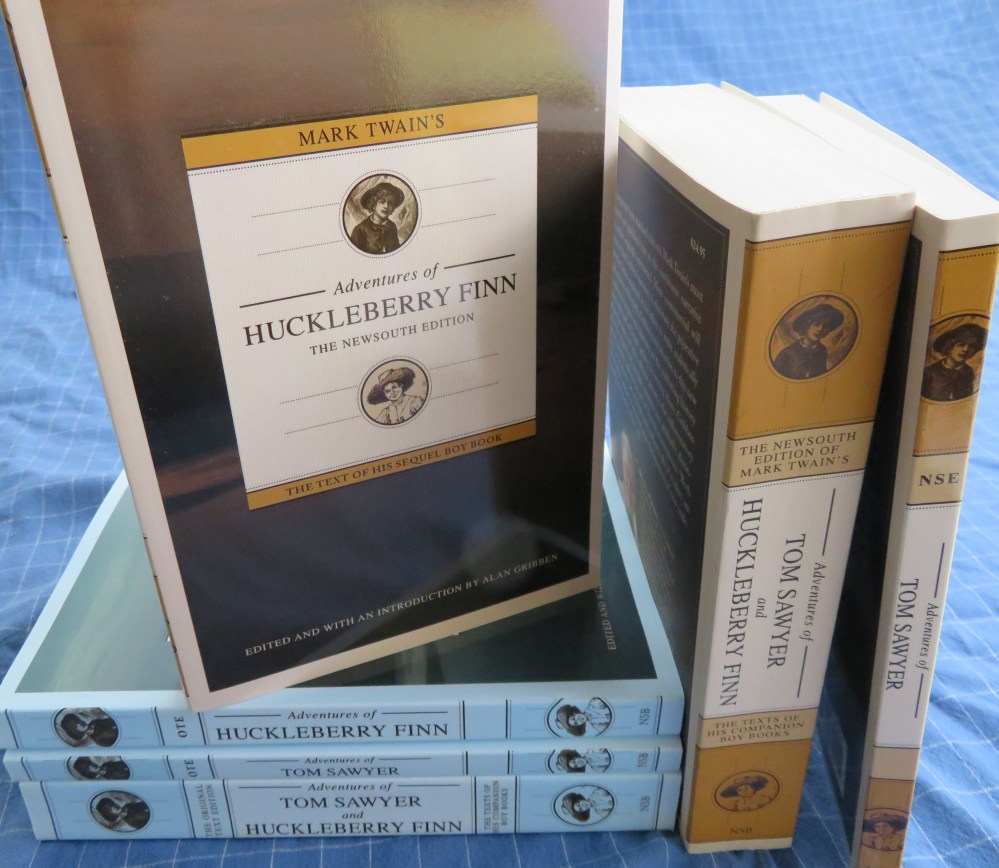 MARK TWAIN'S
Adventures of
HUCKLEBERRY FINN
THE NEWSOUTH EDITION
THE TEXT OF HIS SEQUEL BOY BOOK
EDITED AND WITH AN INTRODUCTION BY ALAN GRIBBEN
EDITED AND
OTE
Adventures of
HUCKLEBERRY FINN
NSB
OTE
Adventures of
TOM SAWYER
NSB
THE ORIGINAL
TEXT EDITION
Adventures of
TOM SAWYER
and
HUCKLEBERRY FINN
THE TEXTS OF
HIS COMPANION
BOY BOOKS
NSB
$24.95
THE NEWSOUTH
EDITION OF
MARK TWAIN'S
Adventures of
TOM SAWYER
and
HUCKLEBERRY FINN
THE TEXTS OF
HIS COMPANION
BOY BOOKS
NSB
NSE
Adventures of
TOM SAWYER